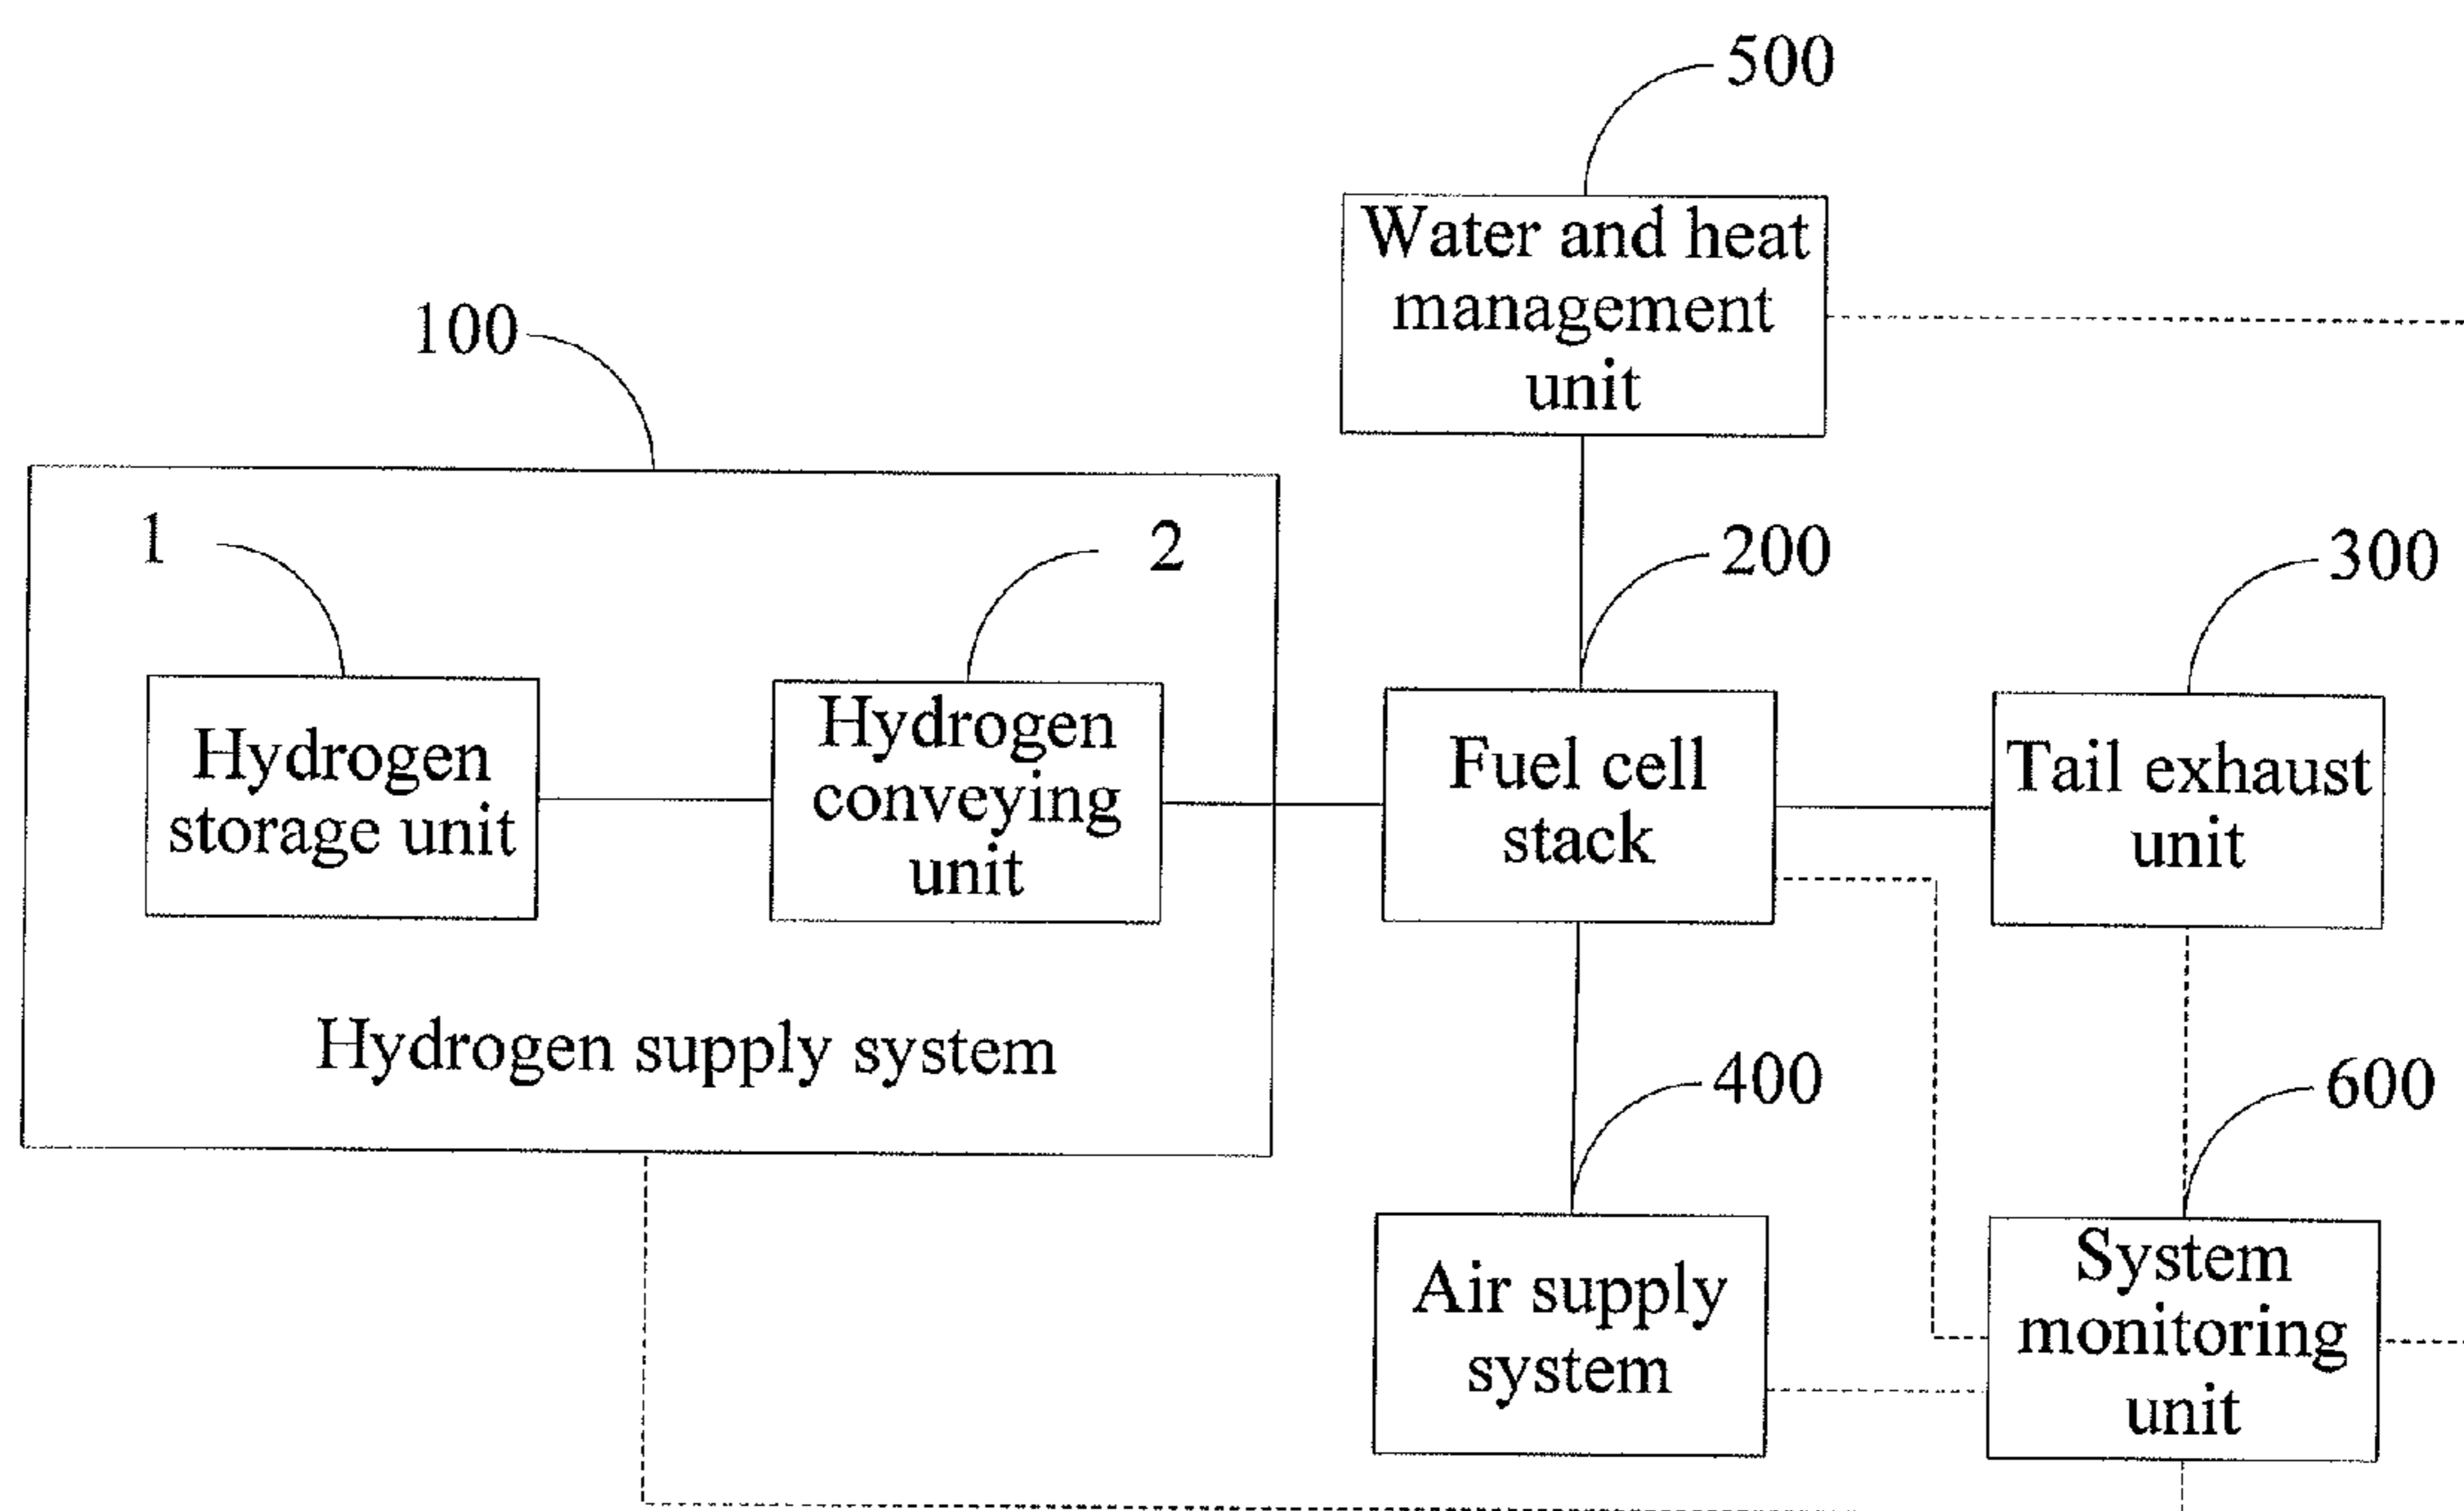 500
Water and heat
management
unit
100
1
2
200
300
Hydrogen
storage unit
Hydrogen
conveying
unit
Fuel cell
stack
Tail exhaust
unit
Hydrogen supply system
400
600
Air supply
system
System
monitoring
unit